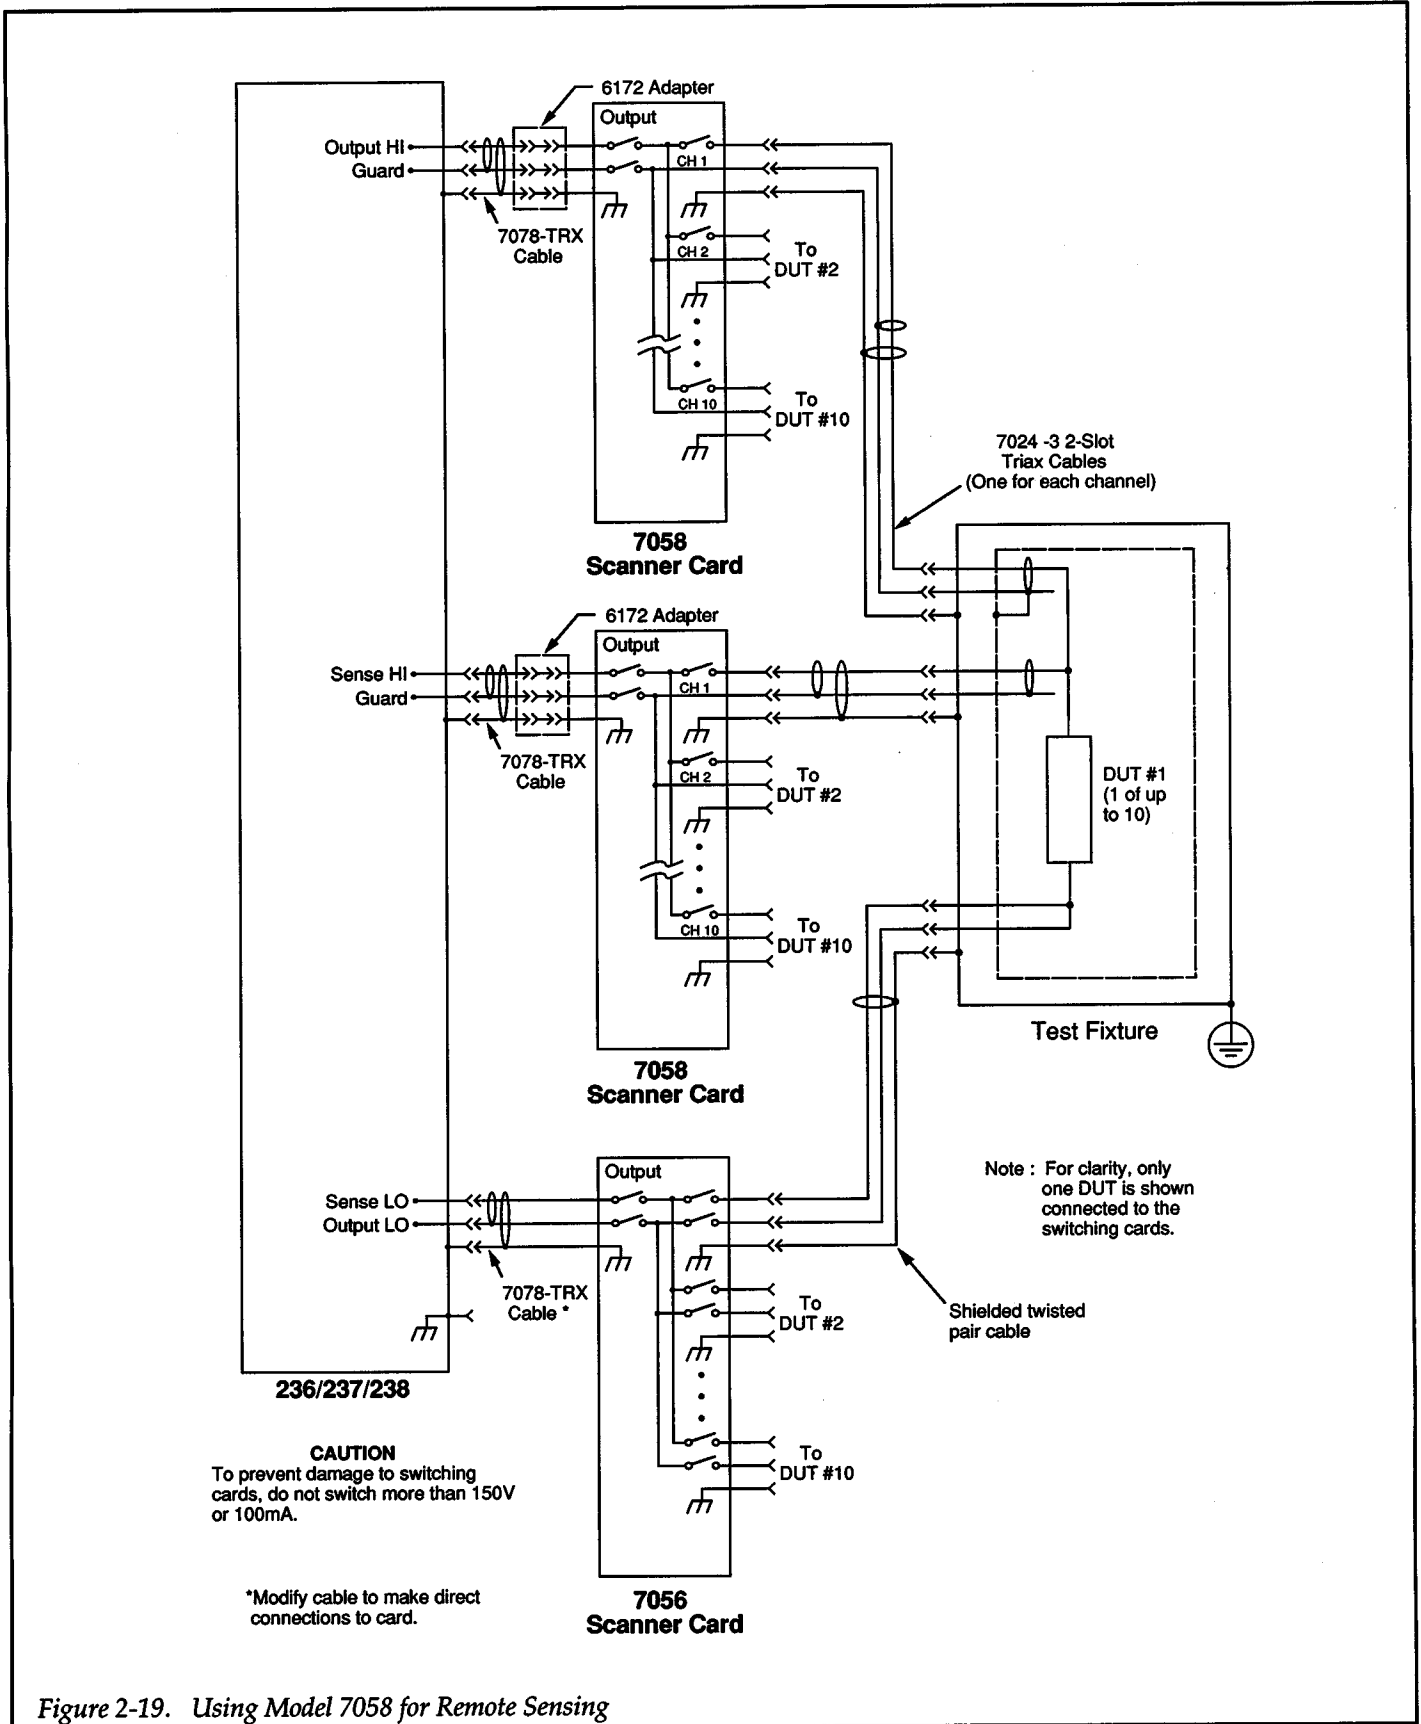 6172 Adapter
Output
Output HI
Guard
CH 1
7078-TRX
Cable
CH 2
To
DUT #2
CH 10
To
DUT #10
7058
Scanner Card
7024 -3 2-Slot
Triax Cables
(One for each channel)
6172 Adapter
Output
Sense HI
Guard
CH 1
7078-TRX
Cable
CH 2
To
DUT #2
CH 10
To
DUT #10
7058
Scanner Card
DUT #1
(1 of up
to 10)
Test Fixture
Output
Sense LO
Output LO
7078-TRX
Cable *
To
DUT #2
To
DUT #10
7056
Scanner Card
Note : For clarity, only
one DUT is shown
connected to the
switching cards.
Shielded twisted
pair cable
236/237/238
CAUTION
To prevent damage to switching
cards, do not switch more than 150V
or 100mA.
*Modify cable to make direct
connections to card.
Figure 2-19. Using Model 7058 for Remote Sensing